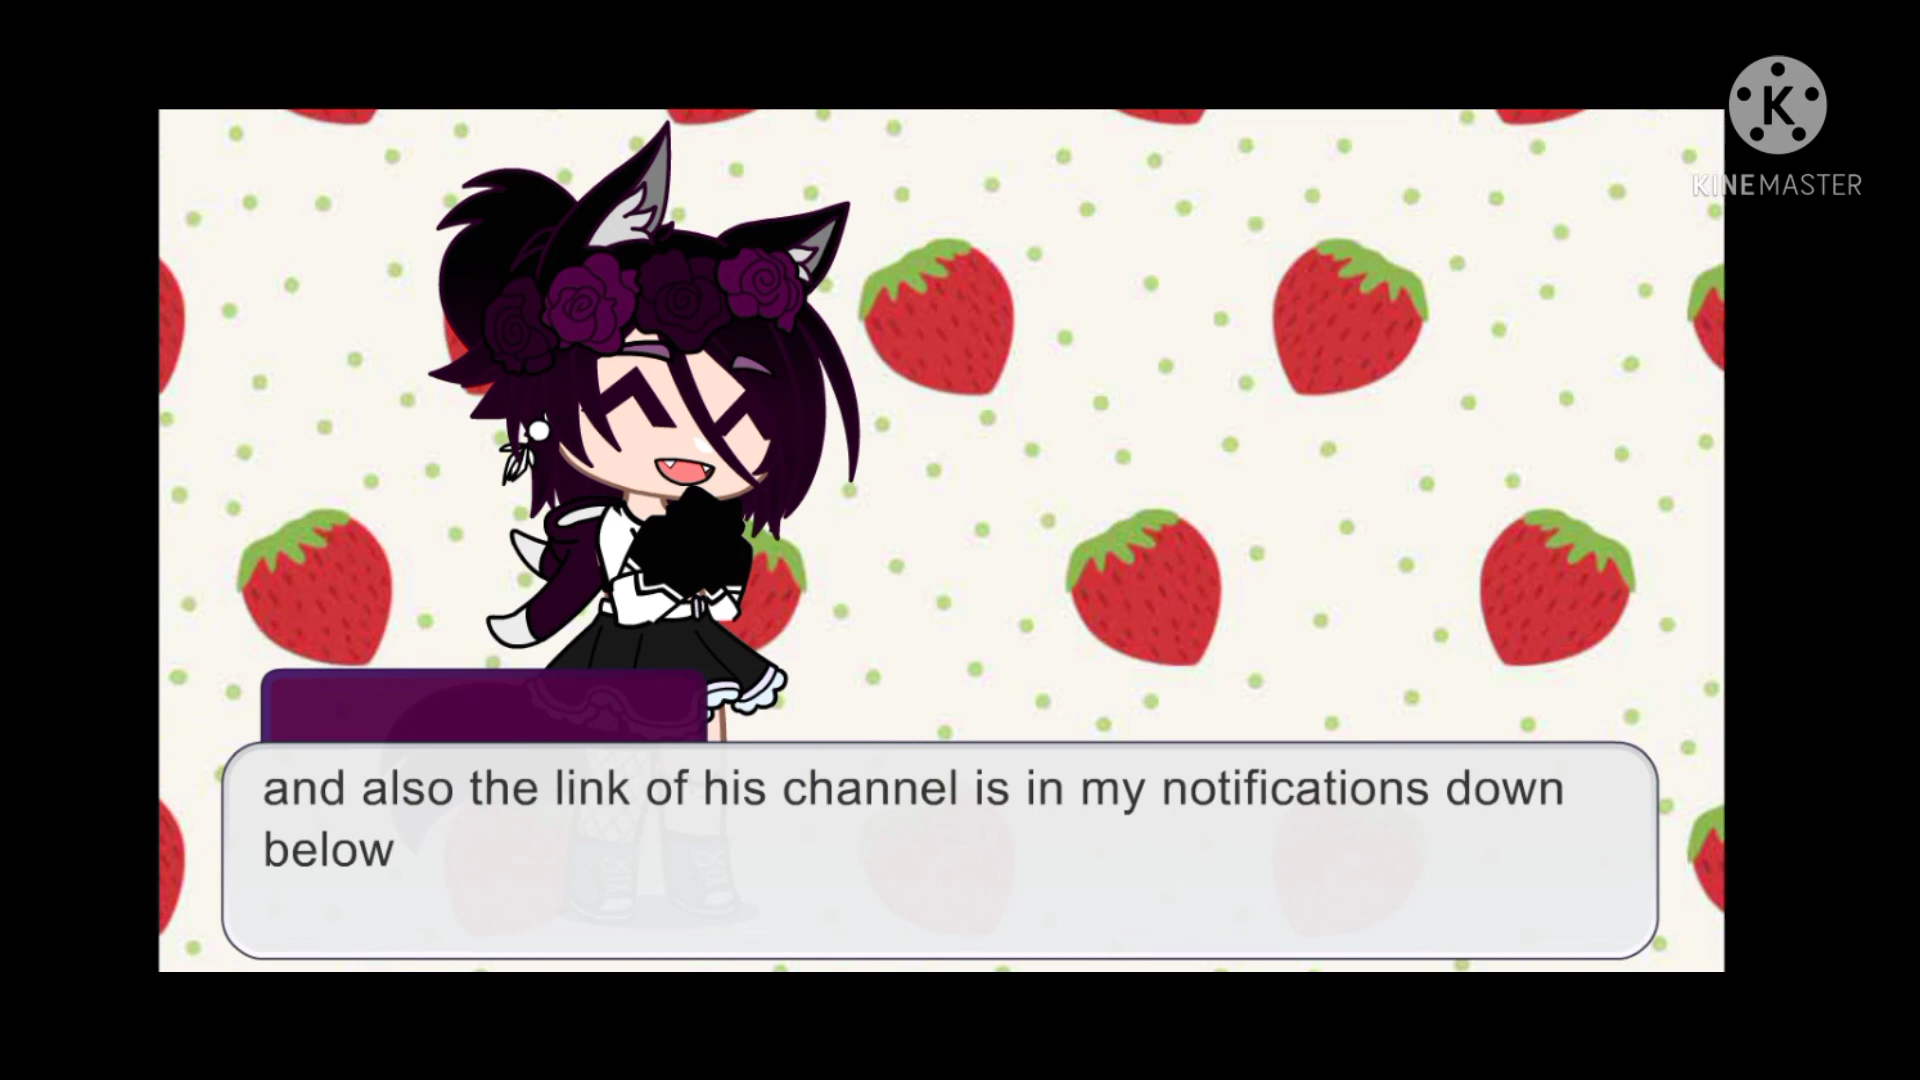 K
KINEMASTER
and also the link of his channel is in my notifications down
below